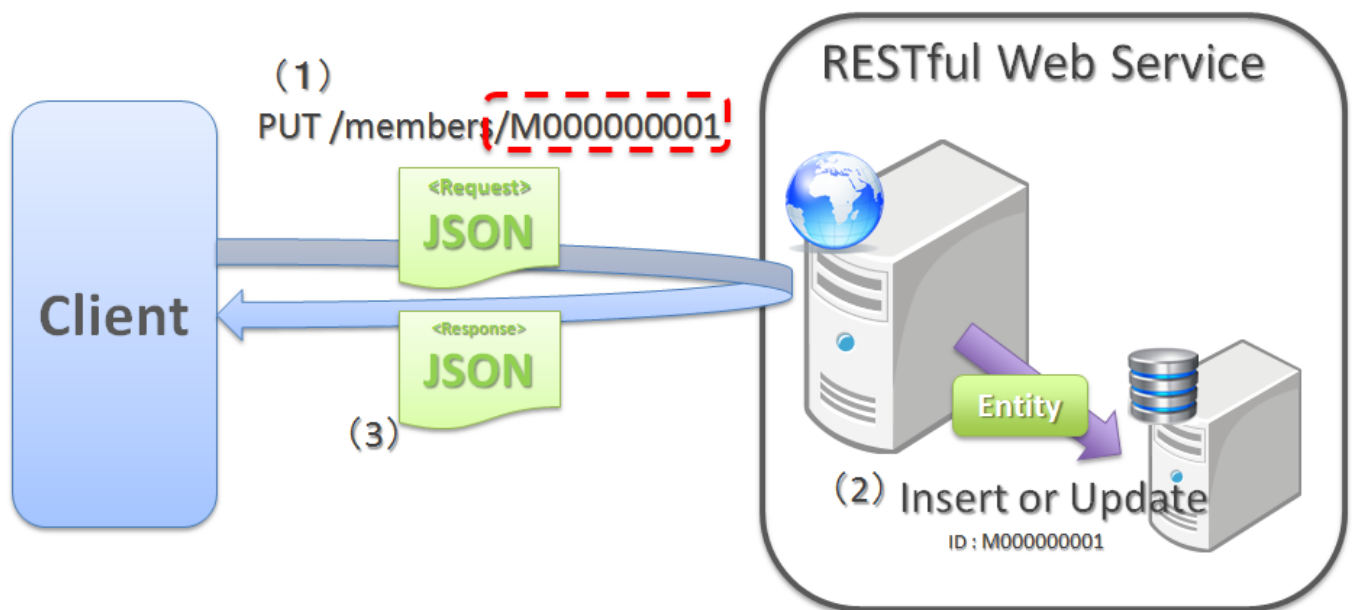 RESTful Web Service
（1）
PUT /members/M000000001
<Request>
JSON
Client
<Response>
JSON
（3）
Entity
（2） Insert or Update
ID : M000000001